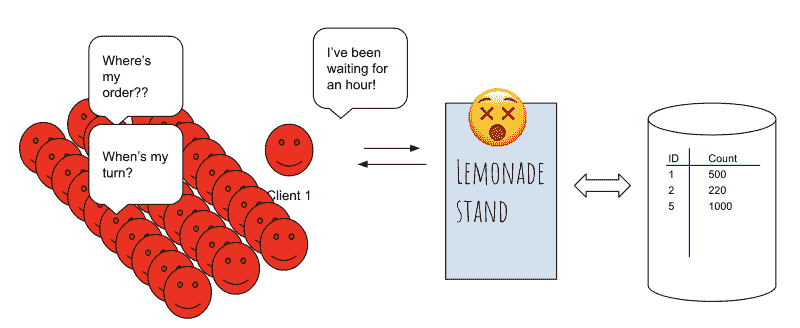 Where's
my
order??
When's my
turn?
I've been
waiting for
an hour!
Client 1
LEMONADE
STAND
ID Count
1 500
2 220
5 1000